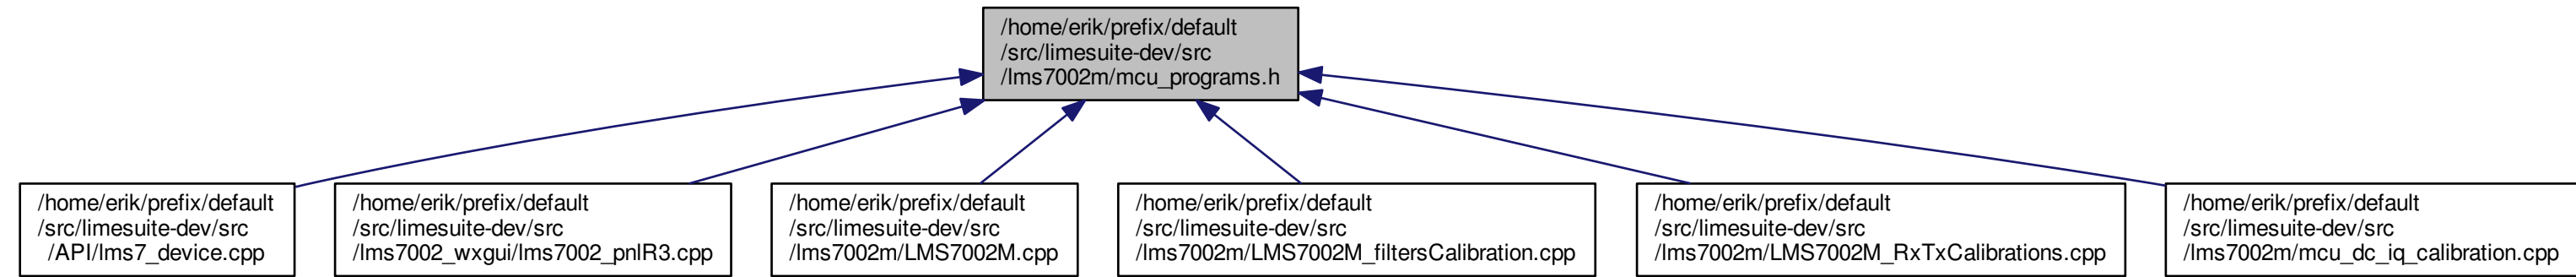 /home/erik/prefix/default
/src/limesuite-dev/src
/lms7002m/mcu_programs.h
/home/erik/prefix/default
/src/limesuite-dev/src
/API/lms7_device.cpp
/home/erik/prefix/default
/src/limesuite-dev/src
/lms7002_wxgui/lms7002_pnlR3.cpp
/home/erik/prefix/default
/src/limesuite-dev/src
/lms7002m/LMS7002M.cpp
/home/erik/prefix/default
/src/limesuite-dev/src
/lms7002m/LMS7002M_filtersCalibration.cpp
/home/erik/prefix/default
/src/limesuite-dev/src
/lms7002m/LMS7002M_RxTxCalibrations.cpp
/home/erik/prefix/default
/src/limesuite-dev/src
/lms7002m/mcu_dc_iq_calibration.cpp